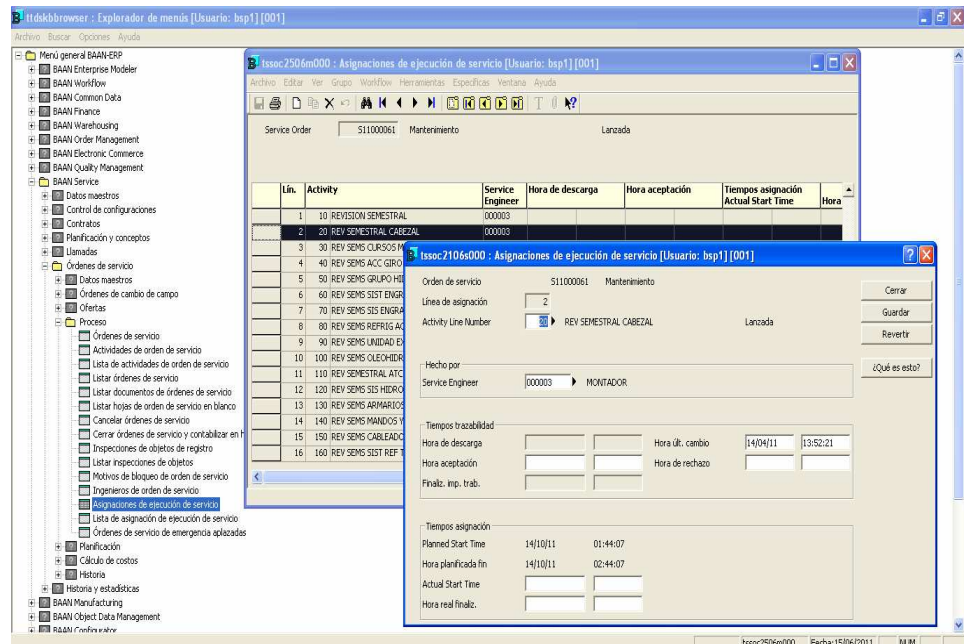 ttdskbbrowser : Explorador de menús [Usuario: bsp1] [001]
Archivo Buscar Opciones Ayuda
Menú general BAAN-ERP
BAAN Enterprise Modeler
BAAN Workflow
BAAN Common Data
BAAN Finance
BAAN Warehousing
BAAN Order Management
BAAN Electronic Commerce
BAAN Quality Management
BAAN Service
Datos maestros
Control de configuraciones
Contratos
Planificación y conceptos
Llamadas
Órdenes de servicio
Datos maestros
Órdenes de cambio de campo
Ofertas
Proceso
Órdenes de servicio
Actividades de orden de servicio
Lista de actividades de orden de servicio
Listar órdenes de servicio
Listar documentos de órdenes de servicio
Listar hojas de orden de servicio en blanco
Cancelar órdenes de servicio
Cerrar órdenes de servicio y contabilizar en h
Inspecciones de objetos de registro
Listar inspecciones de objetos
Motivos de bloqueo de orden de servicio
Ingenieros de orden de servicio
Asignaciones de ejecución de servicio
Lista de asignación de ejecución de servicio
Órdenes de servicio de emergencia aplazadas
Planificación
Cálculo de costos
Historia
Historia y estadísticas
BAAN Manufacturing
BAAN Object Data Management
BAAN Configurator
tssoc2506m000 : Asignaciones de ejecución de servicio [Usuario: bsp1] [001]
Archivo Editar Ver Grupo Workflow Herramientas Específicas Ventana Ayuda
Service Order S11000061 Mantenimiento Lanzada
Lín. Activity Service Engineer Hora de descarga Hora aceptación Tiempos asignación Actual Start Time Hora
1 10 REVISION SEMESTRAL 000003
2 20 REV SEMESTRAL CABEZAL 000003
3 30 REV SEMS CURSOS M
4 40 REV SEMS ACC GIRO
5 50 REV SEMS GRUPO HI
6 60 REV SEMS SIST ENGR
7 70 REV SEMS SIS ENGRA
8 80 REV SEMS REFRIG AC
9 90 REV SEMS UNIDAD EX
10 100 REV SEMS OLEOHIDR
11 110 REV SEMESTRAL ATC
12 120 REV SEMS SIS HIDRO
13 130 REV SEMS ARMARIOS
14 140 REV SEMS MANDOS Y
15 150 REV SEMS CABLEADO
16 160 REV SEMS SIST REF T
tssoc2106s000 : Asignaciones de ejecución de servicio [Usuario: bsp1] [001]
Orden de servicio S11000061 Mantenimiento
Línea de asignación 2
Activity Line Number 20 REV SEMESTRAL CABEZAL Lanzada
Cerrar
Guardar
Revertir
¿Qué es esto?
Hecho por
Service Engineer 000003 MONTADOR
Tiempos trazabilidad
Hora de descarga Hora últ. cambio 14/04/11 13:52:21
Hora aceptación Hora de rechazo
Finaliz. imp. trab.
Tiempos asignación
Planned Start Time 14/10/11 01:44:07
Hora planificada fin 14/10/11 02:44:07
Actual Start Time
Hora real finaliz.
tssoc2506m000 Fecha:15/06/2011 NUM